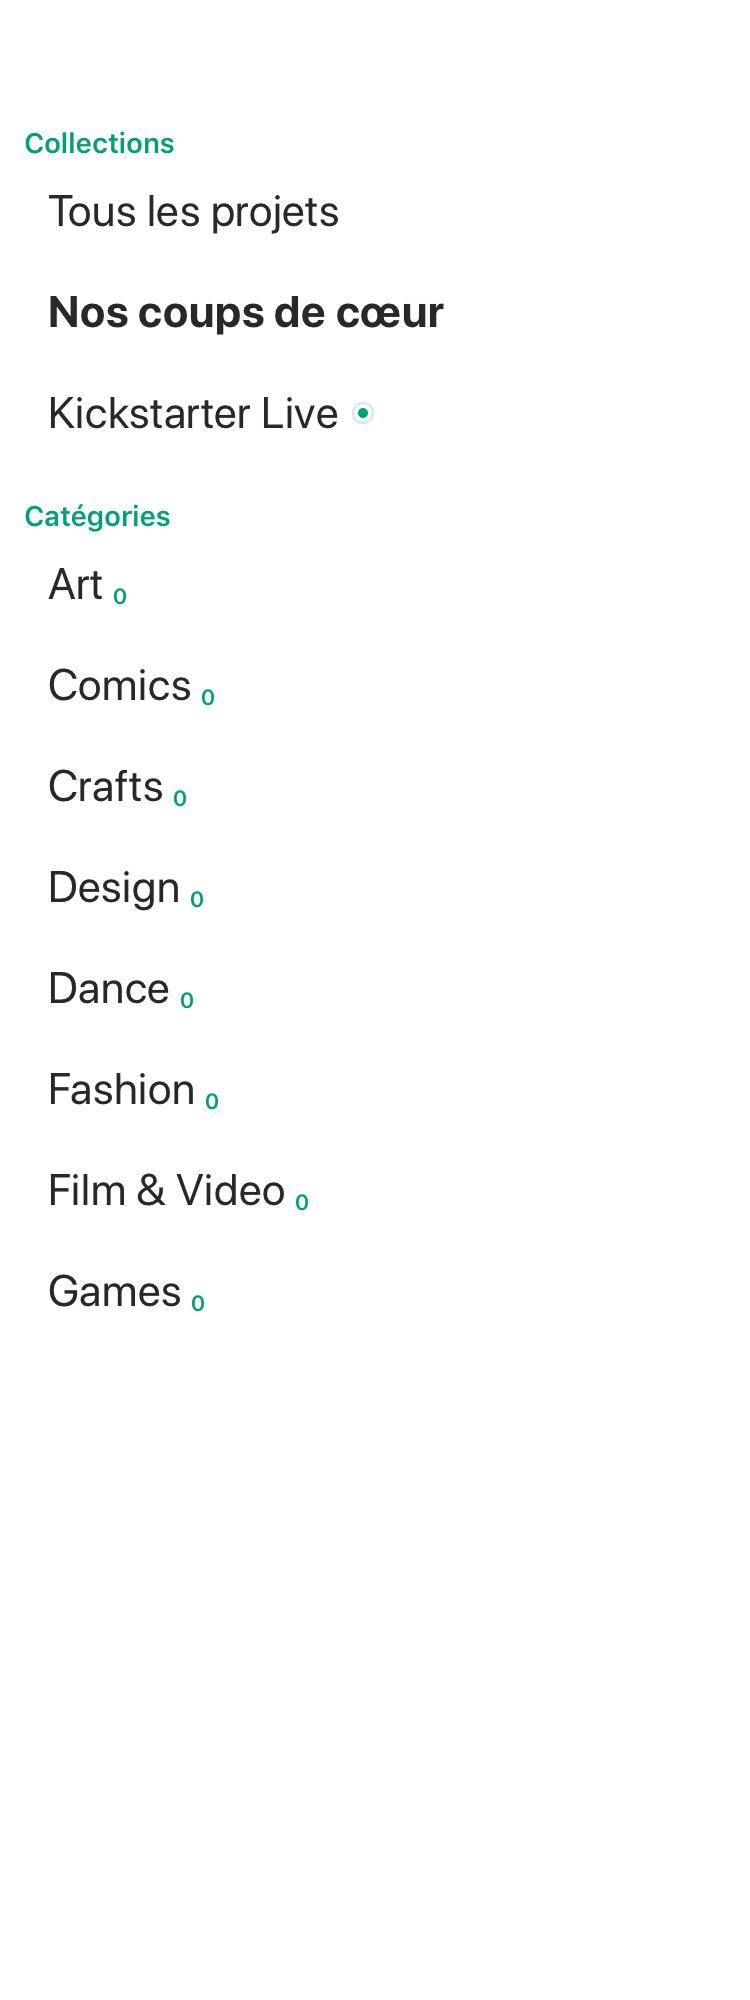 Collections
Tous les projets
Nos coups de cœur
Kickstarter Live
Catégories
Art 0
Comics 0
Crafts 0
Design 0
Dance 0
Fashion 0
Film & Video 0
Games 0